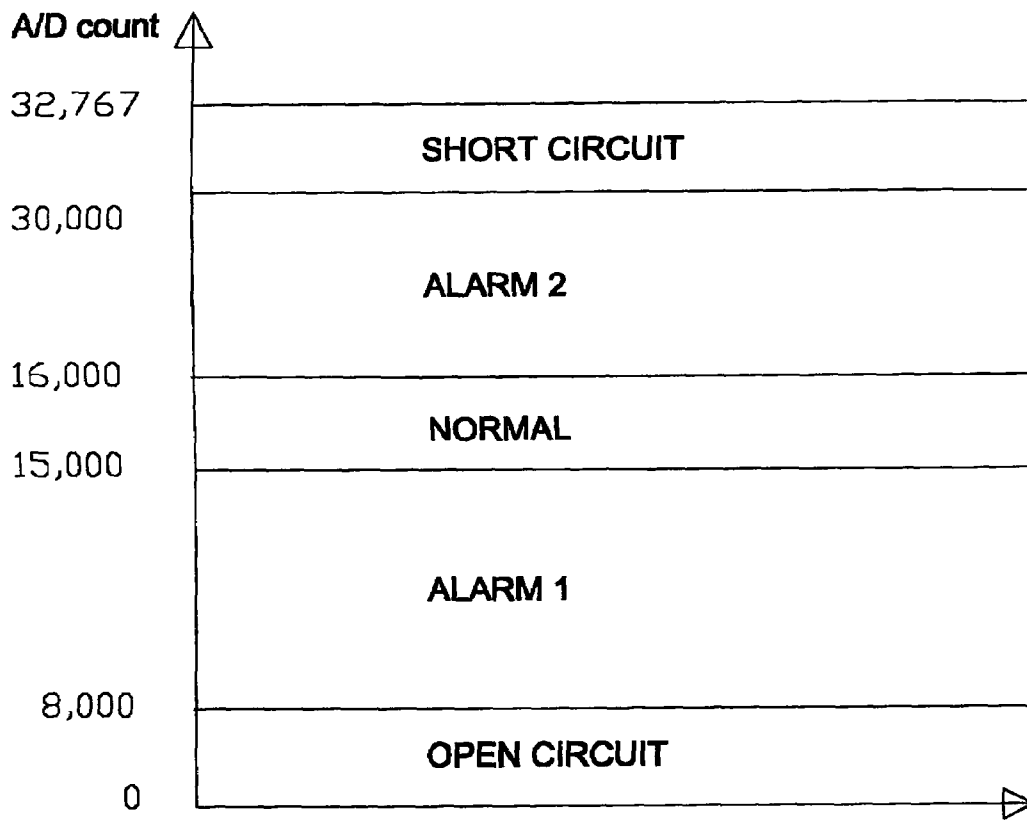 A/D count
32,767
SHORT CIRCUIT
30,000
ALARM 2
16,000
NORMAL
15,000
ALARM 1
8,000
OPEN CIRCUIT
0